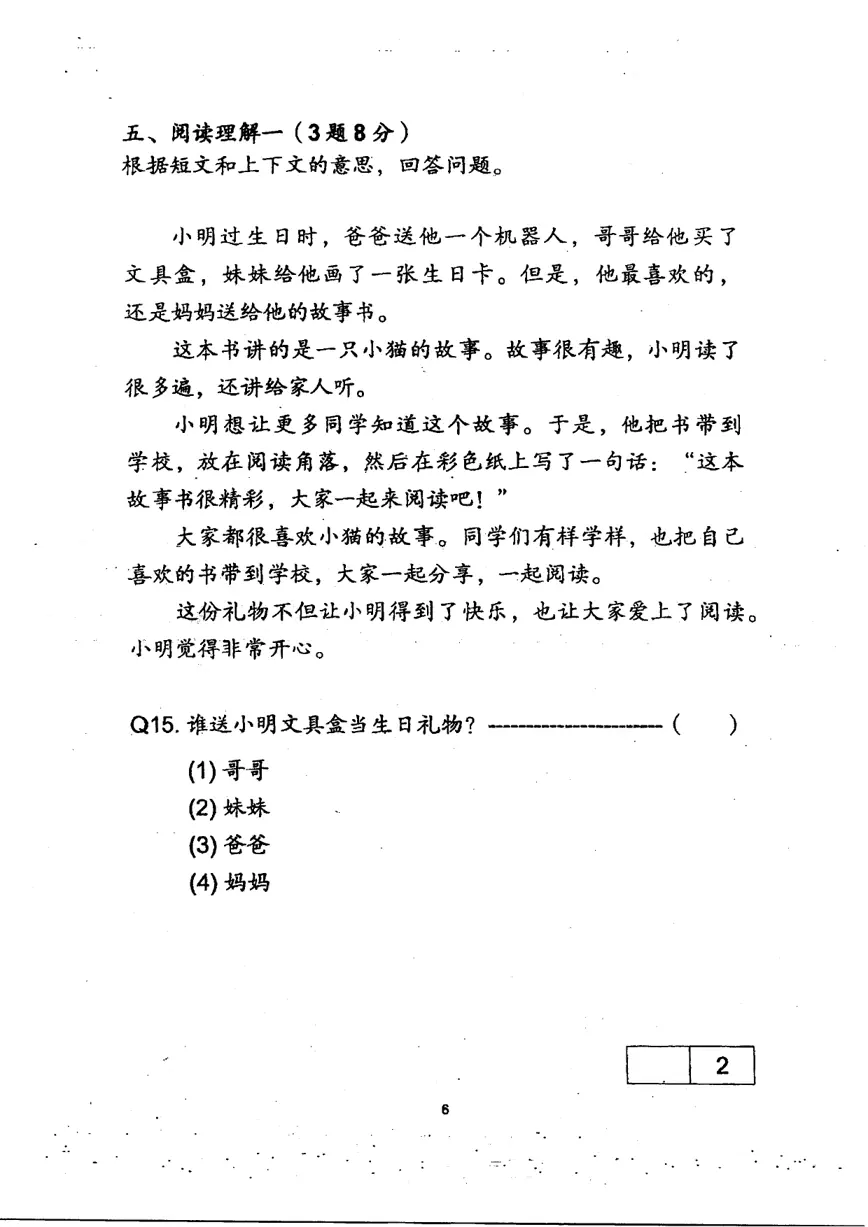 五、阅读理解一（3题8分）
根据短文和上下文的意思，回答问题。
小明过生日时，爸爸送他一个机器人，哥哥给他买了
文具盒，妹妹给他画了一张生日卡。但是，他最喜欢的，
还是妈妈送给他的故事书。
这本书讲的是一只小猫的故事。故事很有趣，小明读了
很多遍，还讲给家人听。
小明想让更多同学知道这个故事。于是，他把书带到
学校，放在阅读角落，然后在彩色纸上写了一句话：“这本
故事书很精彩，大家一起来阅读吧！”
大家都很喜欢小猫的故事。同学们有样学样，也把自己
喜欢的书带到学校，大家一起分享，一起阅读。
这份礼物不但让小明得到了快乐，也让大家爱上了阅读。
小明觉得非常开心。
Q15. 谁送小明文具盒当生日礼物？ ----------------------- (    )
(1) 哥哥
(2) 妹妹
(3) 爸爸
(4) 妈妈
2
6